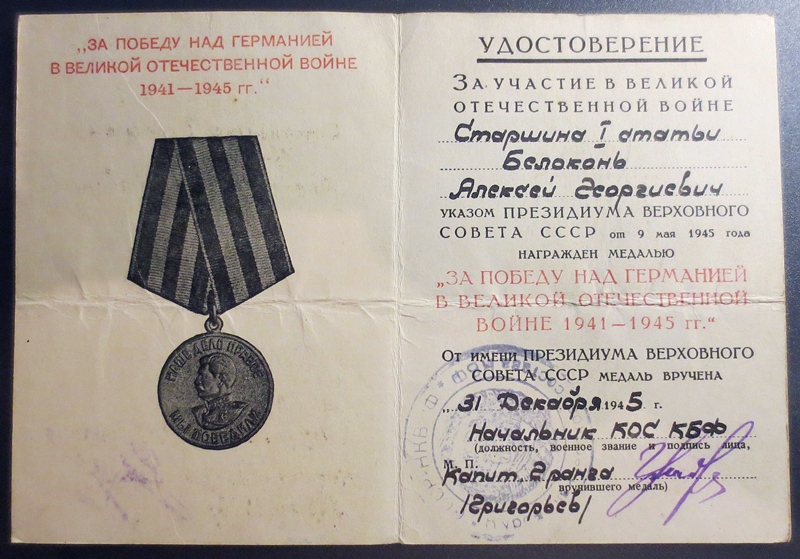 „ЗА ПОБЕДУ НАД ГЕРМАНИЕЙ
В ВЕЛИКОЙ ОТЕЧЕСТВЕННОЙ ВОЙНЕ
1941—1945 гг.“
НАШЕ ДЕЛО ПРАВОЕ
МЫ ПОБЕДИЛИ
УДОСТОВЕРЕНИЕ
ЗА УЧАСТИЕ В ВЕЛИКОЙ
ОТЕЧЕСТВЕННОЙ ВОЙНЕ
Старшина I статьи
Белоконь
Алексей Георгиевич
УКАЗОМ ПРЕЗИДИУМА ВЕРХОВНОГО
СОВЕТА СССР от 9 мая 1945 года
НАГРАЖДЕН МЕДАЛЬЮ
„ЗА ПОБЕДУ НАД ГЕРМАНИЕЙ
В ВЕЛИКОЙ ОТЕЧЕСТВЕННОЙ
ВОЙНЕ 1941—1945 гг.“
От имени ПРЕЗИДИУМА ВЕРХОВНОГО
СОВЕТА СССР МЕДАЛЬ ВРУЧЕНА
„31 Декабря 1945 г.
Начальник КОС КБФ
(должность, военное звание и подпись лица,
М. П.
Капит. 2 ранга
вручившего медаль)
(Григорьев)